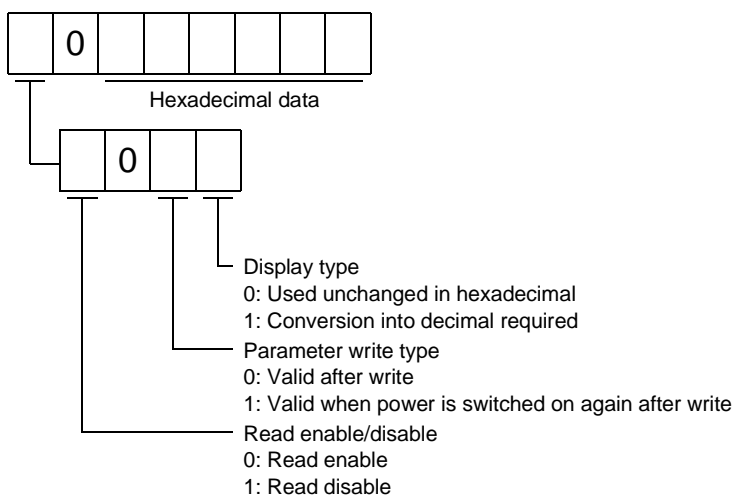 0
Hexadecimal data
0
Display type
0: Used unchanged in hexadecimal
1: Conversion into decimal required
Parameter write type
0: Valid after write
1: Valid when power is switched on again after write
Read enable/disable
0: Read enable
1: Read disable